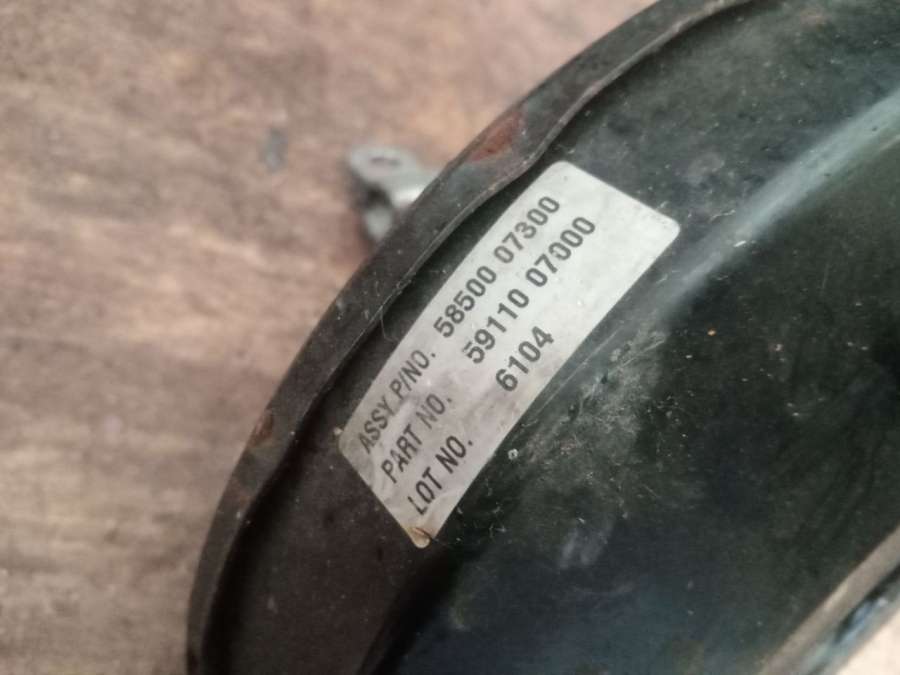 ASSY P/NO. 58500 07300
PART NO. 59110 07000
LOT NO. 6104